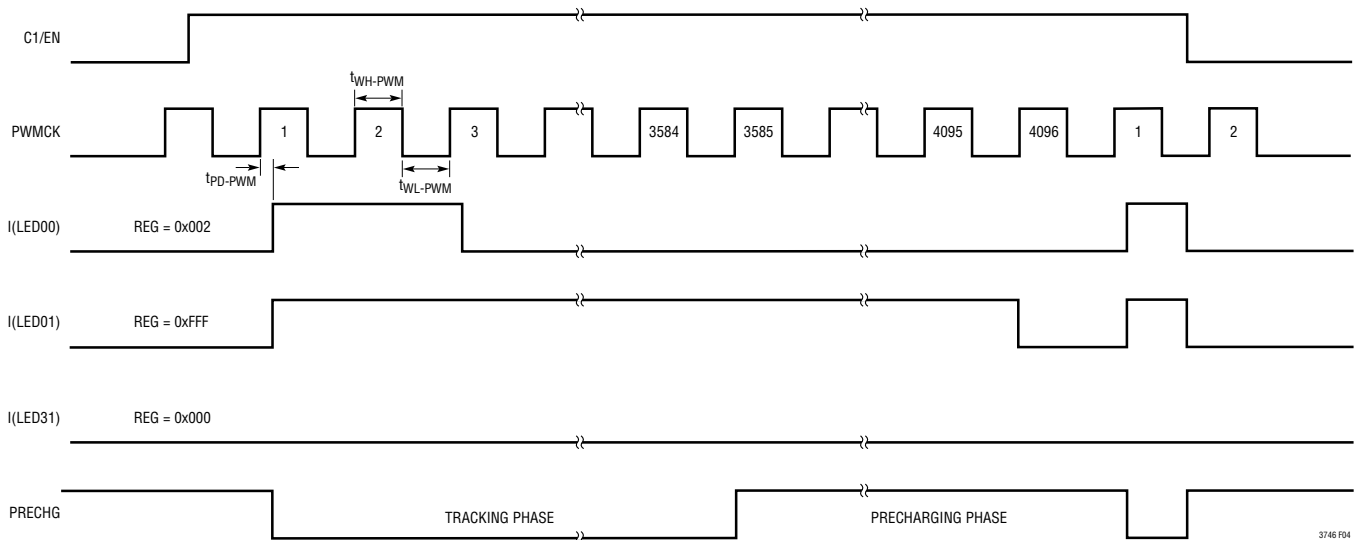 C1/EN
tWH-PWM
PWMCK
1 2 3 3584 3585 4095 4096 1 2
tPD-PWM
tWL-PWM
I(LED00) REG = 0x002
I(LED01) REG = 0xFFF
I(LED31) REG = 0x000
PRECHG TRACKING PHASE PRECHARGING PHASE
3746 F04